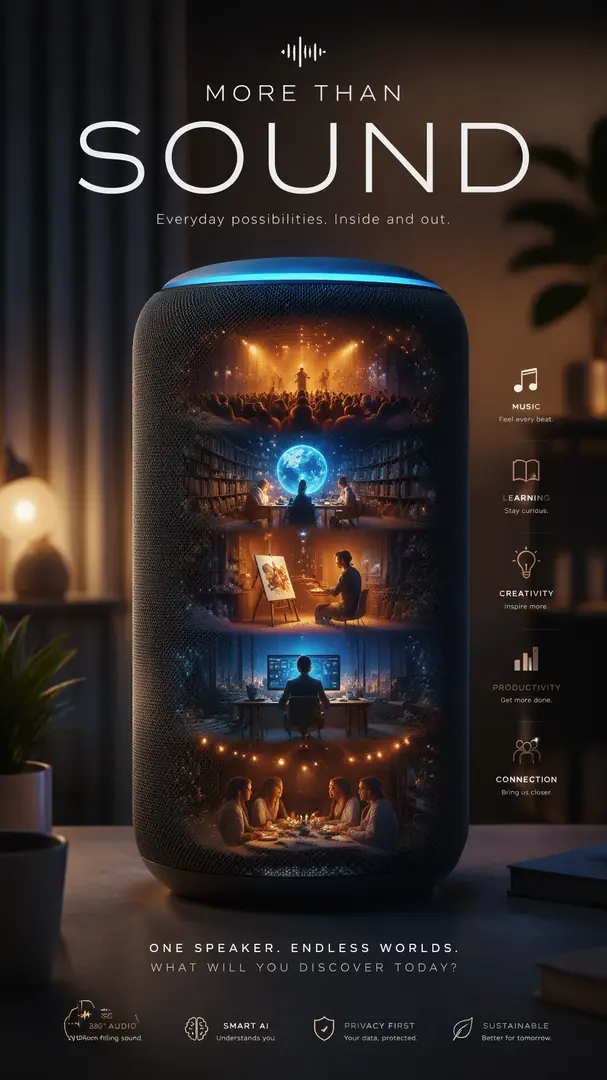 MORE THAN
SOUND
Everyday possibilities. Inside and out.
MUSIC
Feel every beat.
LEARNING
Stay curious.
CREATIVITY
Inspire more.
PRODUCTIVITY
Get more done.
CONNECTION
Bring us closer.
ONE SPEAKER. ENDLESS WORLDS.
WHAT WILL YOU DISCOVER TODAY?
AUDIO
filling sound.
SMART AI
Understands you.
PRIVACY FIRST
Your data, protected.
SUSTAINABLE
Better for tomorrow.